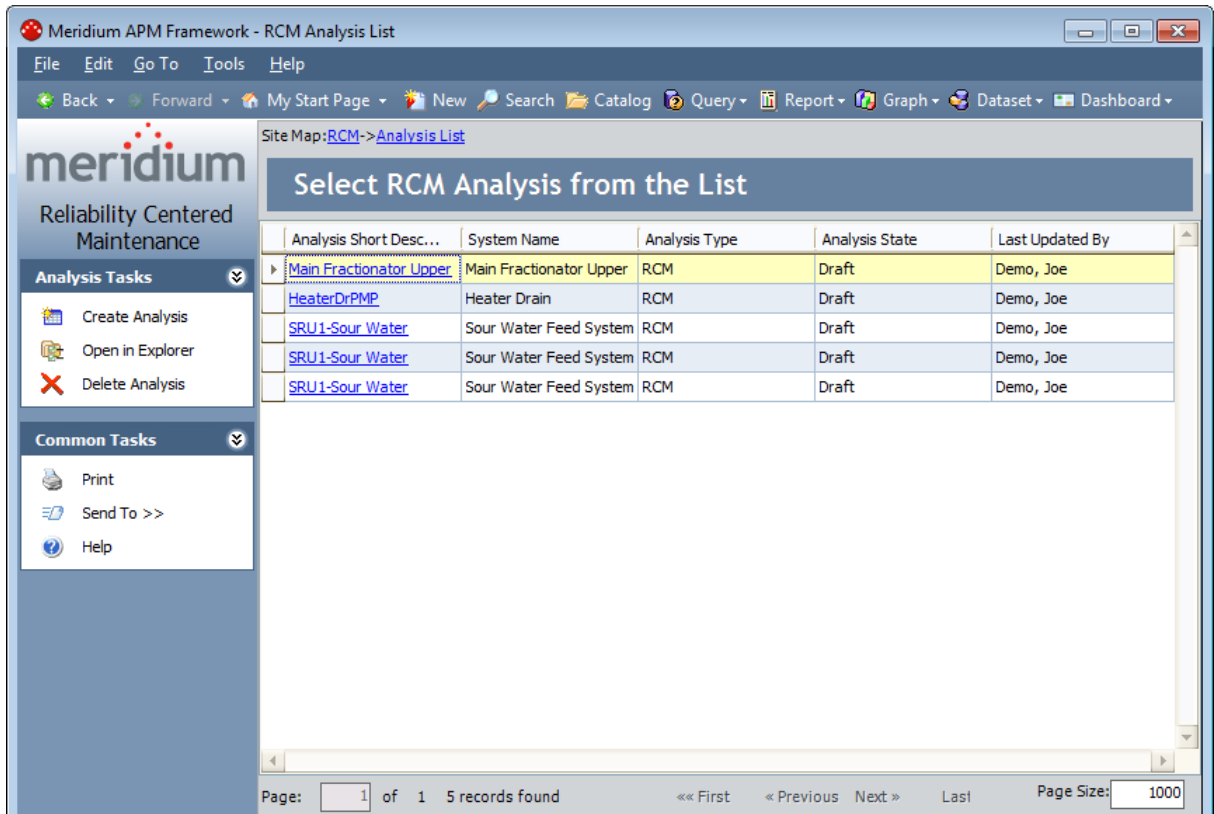 Meridium APM Framework - RCM Analysis List
File Edit Go To Tools Help
Back Forward My Start Page New Search Catalog Query Report Graph Dataset Dashboard
meridium
Reliability Centered
Maintenance
Analysis Tasks
Create Analysis
Open in Explorer
Delete Analysis
Common Tasks
Print
Send To >>
Help
Site Map:RCM->Analysis List
Select RCM Analysis from the List
Analysis Short Desc... System Name Analysis Type Analysis State Last Updated By
Main Fractionator Upper Main Fractionator Upper RCM Draft Demo, Joe
HeaterDrPMP Heater Drain RCM Draft Demo, Joe
SRU1-Sour Water Sour Water Feed System RCM Draft Demo, Joe
SRU1-Sour Water Sour Water Feed System RCM Draft Demo, Joe
SRU1-Sour Water Sour Water Feed System RCM Draft Demo, Joe
Page: 1 of 1 5 records found «« First « Previous Next » Last Page Size: 1000